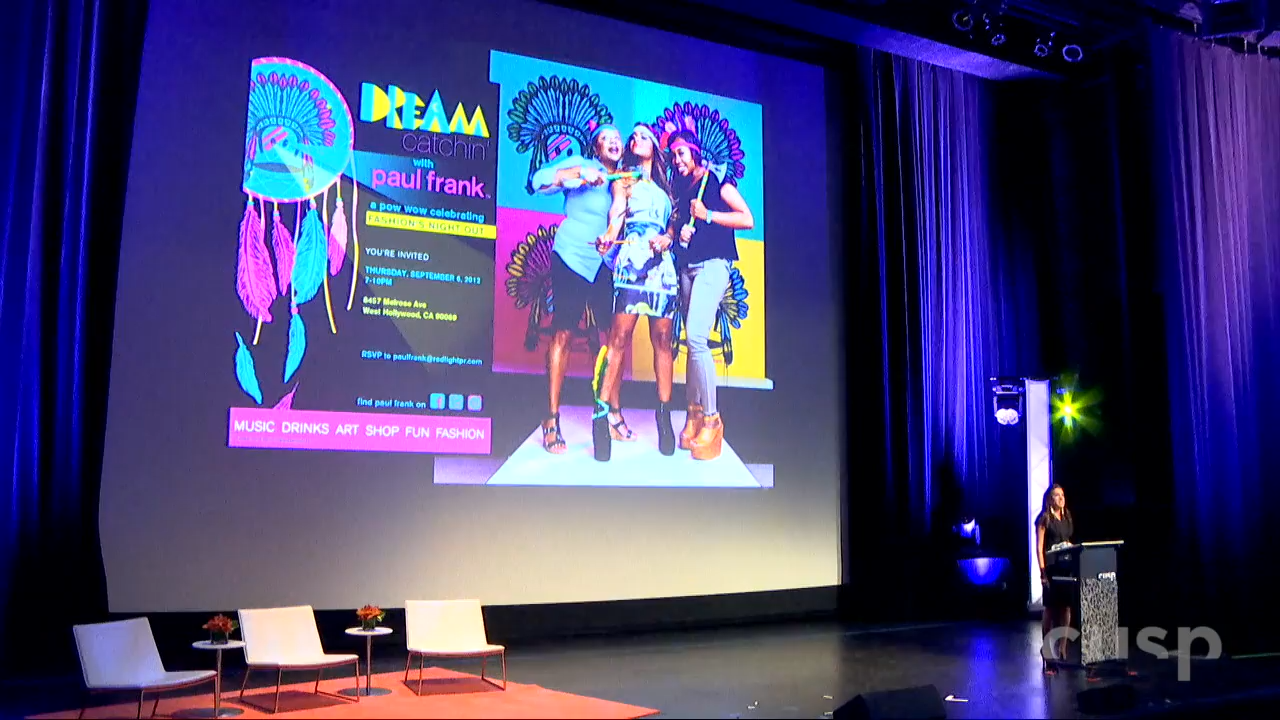 DREAM
catchin'
with
paul frank
a pow wow celebrating
FASHION'S NIGHT OUT
YOU'RE INVITED
THURSDAY, SEPTEMBER 6, 2012
7-10PM
8457 Melrose Ave
West Hollywood, CA 90069
RSVP to paulfrank@redlightpr.com
find paul frank on
MUSIC DRINKS ART SHOP FUN FASHION
cusp
cusp